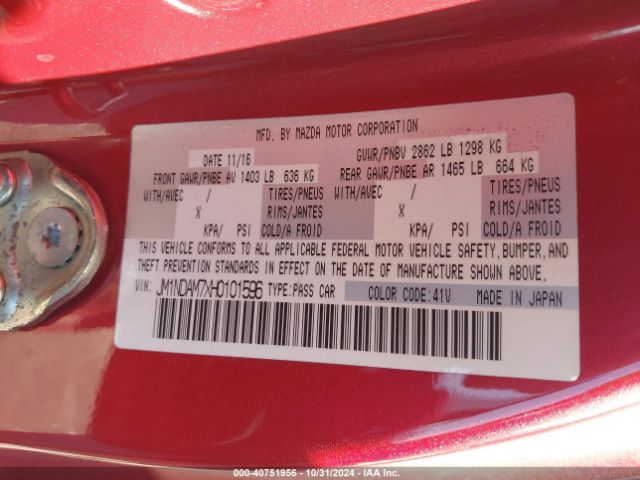 MFD. BY MAZDA MOTOR CORPORATION
DATE 11/16 GVWR/PNBV 2862 LB 1298 KG
FRONT GAWR/PNBE AV 1403 LB 636 KG REAR GAWR/PNBE AR 1465 LB 664 KG
WITH/AVEC / TIRES/PNEUS WITH/AVEC / TIRES/PNEUS
X RIMS/JANTES X RIMS/JANTES
KPA/ PSI COLD/A FROID KPA/ PSI COLD/A FROID
THIS VEHICLE CONFORMS TO ALL APPLICABLE FEDERAL MOTOR VEHICLE SAFETY, BUMPER, AND
THEFT PREVENTION STANDARDS IN EFFECT ON THE DATE OF MANUFACTURE SHOWN ABOVE.
VIN: JM1NDAM7XH0101596 TYPE:PASS CAR COLOR CODE:41V MADE IN JAPAN
000-40751956 - 10/31/2024 - IAA Inc.